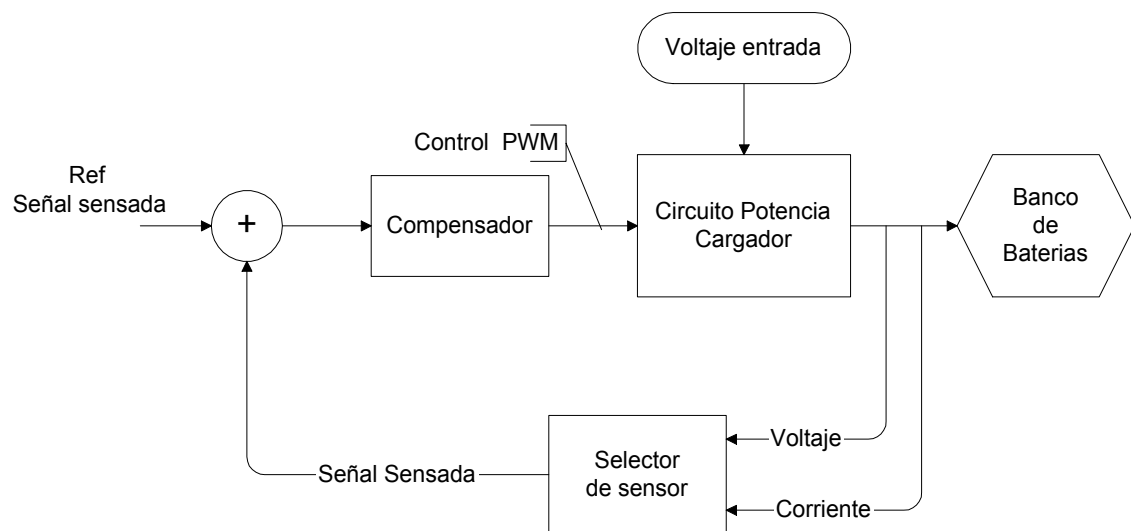 Voltaje entrada
Control PWM
Ref
Señal sensada
+
Compensador
Circuito Potencia
Cargador
Banco
de
Baterias
Voltaje
Señal Sensada
Selector
de sensor
Corriente